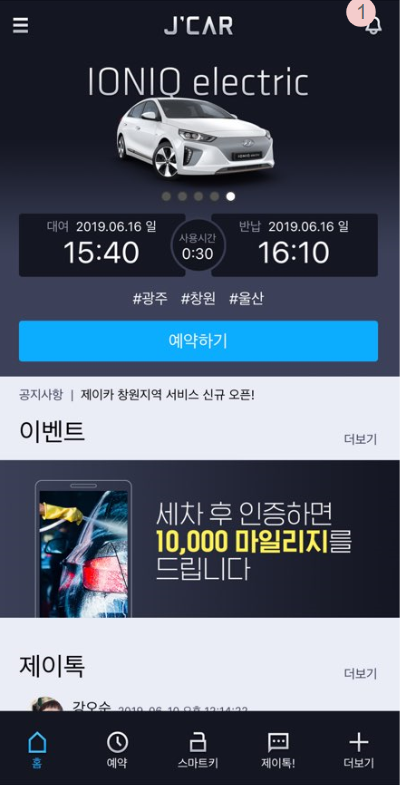 1
J'CAR
IONIQ electric
대여 2019.06.16 일
15:40
사용시간
0:30
반납 2019.06.16 일
16:10
#광주 #창원 #울산
예약하기
공지사항 | 제이카 창원지역 서비스 신규 오픈!
이벤트
더보기
세차 후 인증하면
10,000 마일리지를
드립니다
제이톡
더보기
강오순 2019-06-10 오후 12:14:22
홈
예약
스마트키
제이톡!
더보기